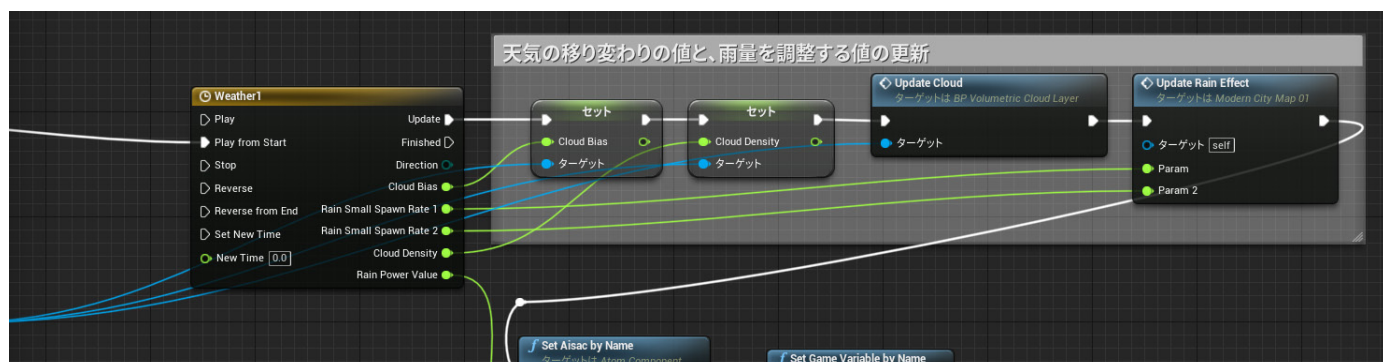 天気の移り変わりの値と、雨量を調整する値の更新
Weather1
Play
Update
Play from Start
Finished
Stop
Direction
Reverse
Cloud Bias
Reverse from End
Rain Small Spawn Rate 1
Set New Time
Rain Small Spawn Rate 2
New Time 0.0
Cloud Density
Rain Power Value
セット
Cloud Bias
ターゲット
セット
Cloud Density
ターゲット
Update Cloud
ターゲットは BP Volumetric Cloud Layer
ターゲット
Update Rain Effect
ターゲットは Modern City Map 01
ターゲット self
Param
Param 2
f Set Aisac by Name
ターゲットは Atom Component
f Set Game Variable by Name